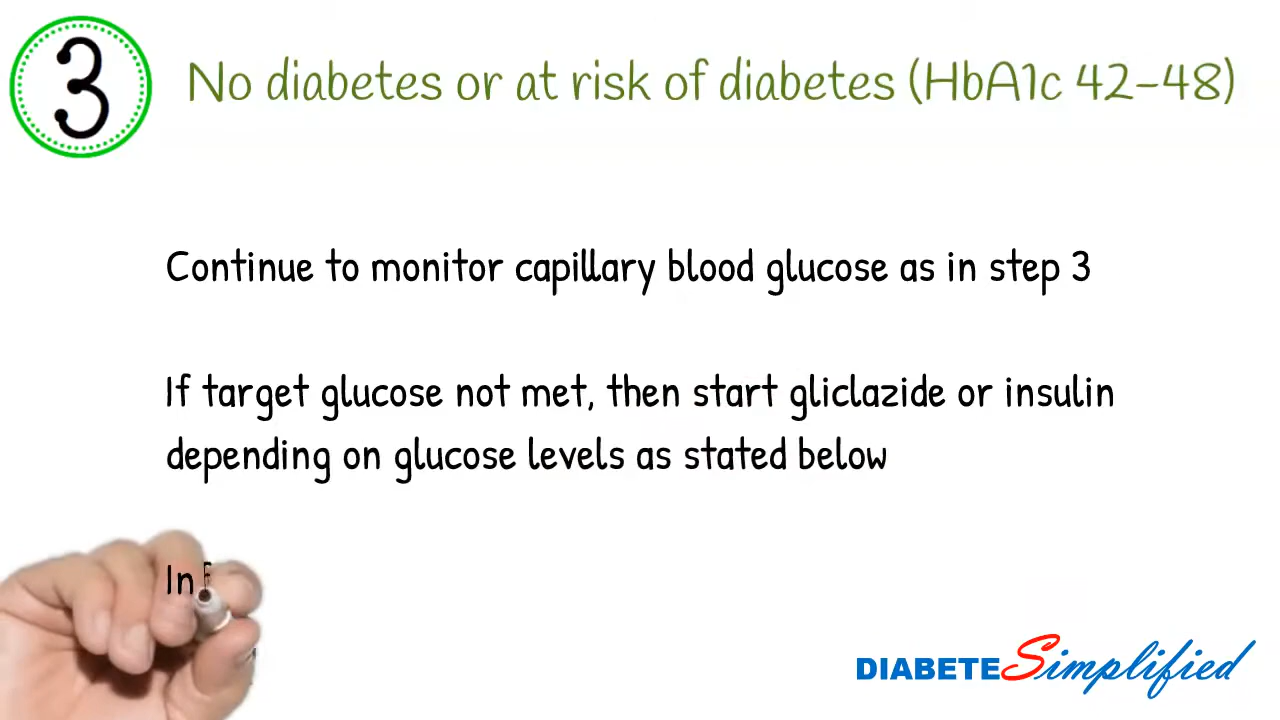 3
No diabetes or at risk of diabetes (HbA1c 42-48)
Continue to monitor capillary blood glucose as in step 3
If target glucose not met, then start gliclazide or insulin
depending on glucose levels as stated below
In
DIABETESimplified